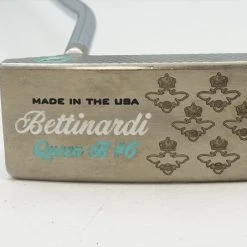 MADE IN THE USA
Bettinardi
Queen B #6